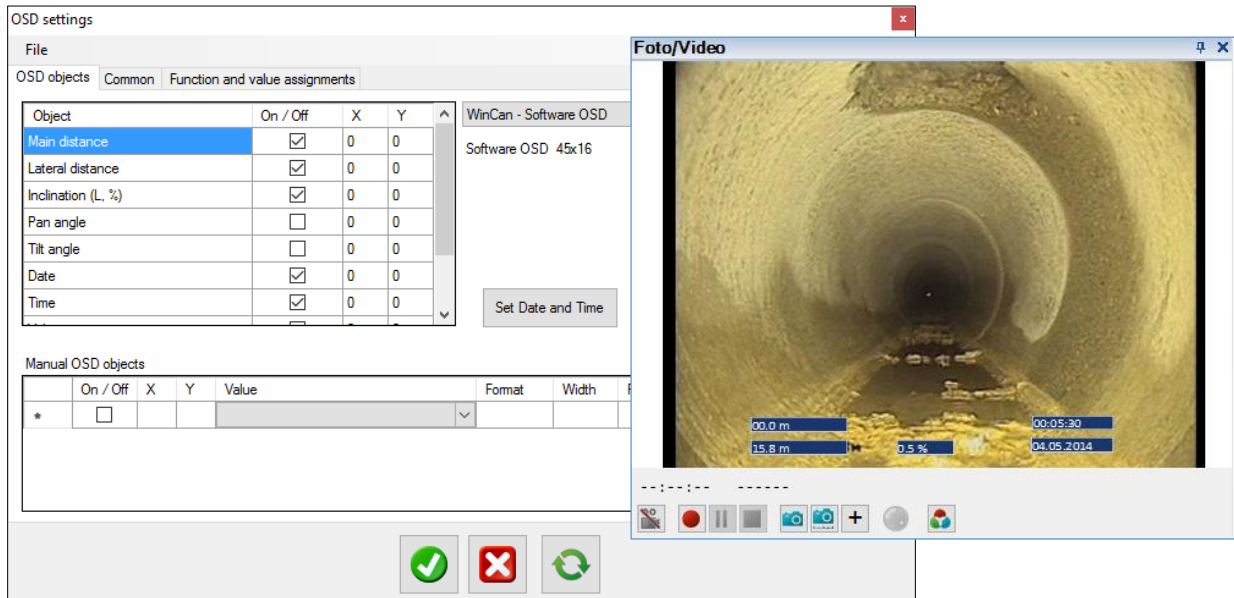 OSD settings
x
File
OSD objects Common Function and value assignments
Object On / Off X Y
Main distance 0 0
Lateral distance 0 0
Inclination (L, %) 0 0
Pan angle 0 0
Tilt angle 0 0
Date 0 0
Time 0 0
WinCan - Software OSD
Software OSD 45x16
Set Date and Time
Manual OSD objects
On / Off X Y Value Format Width
*
Foto/Video
00.0 m 00:05:30
15.8 m 0.5 % 04.05.2014
--:--:-- ------